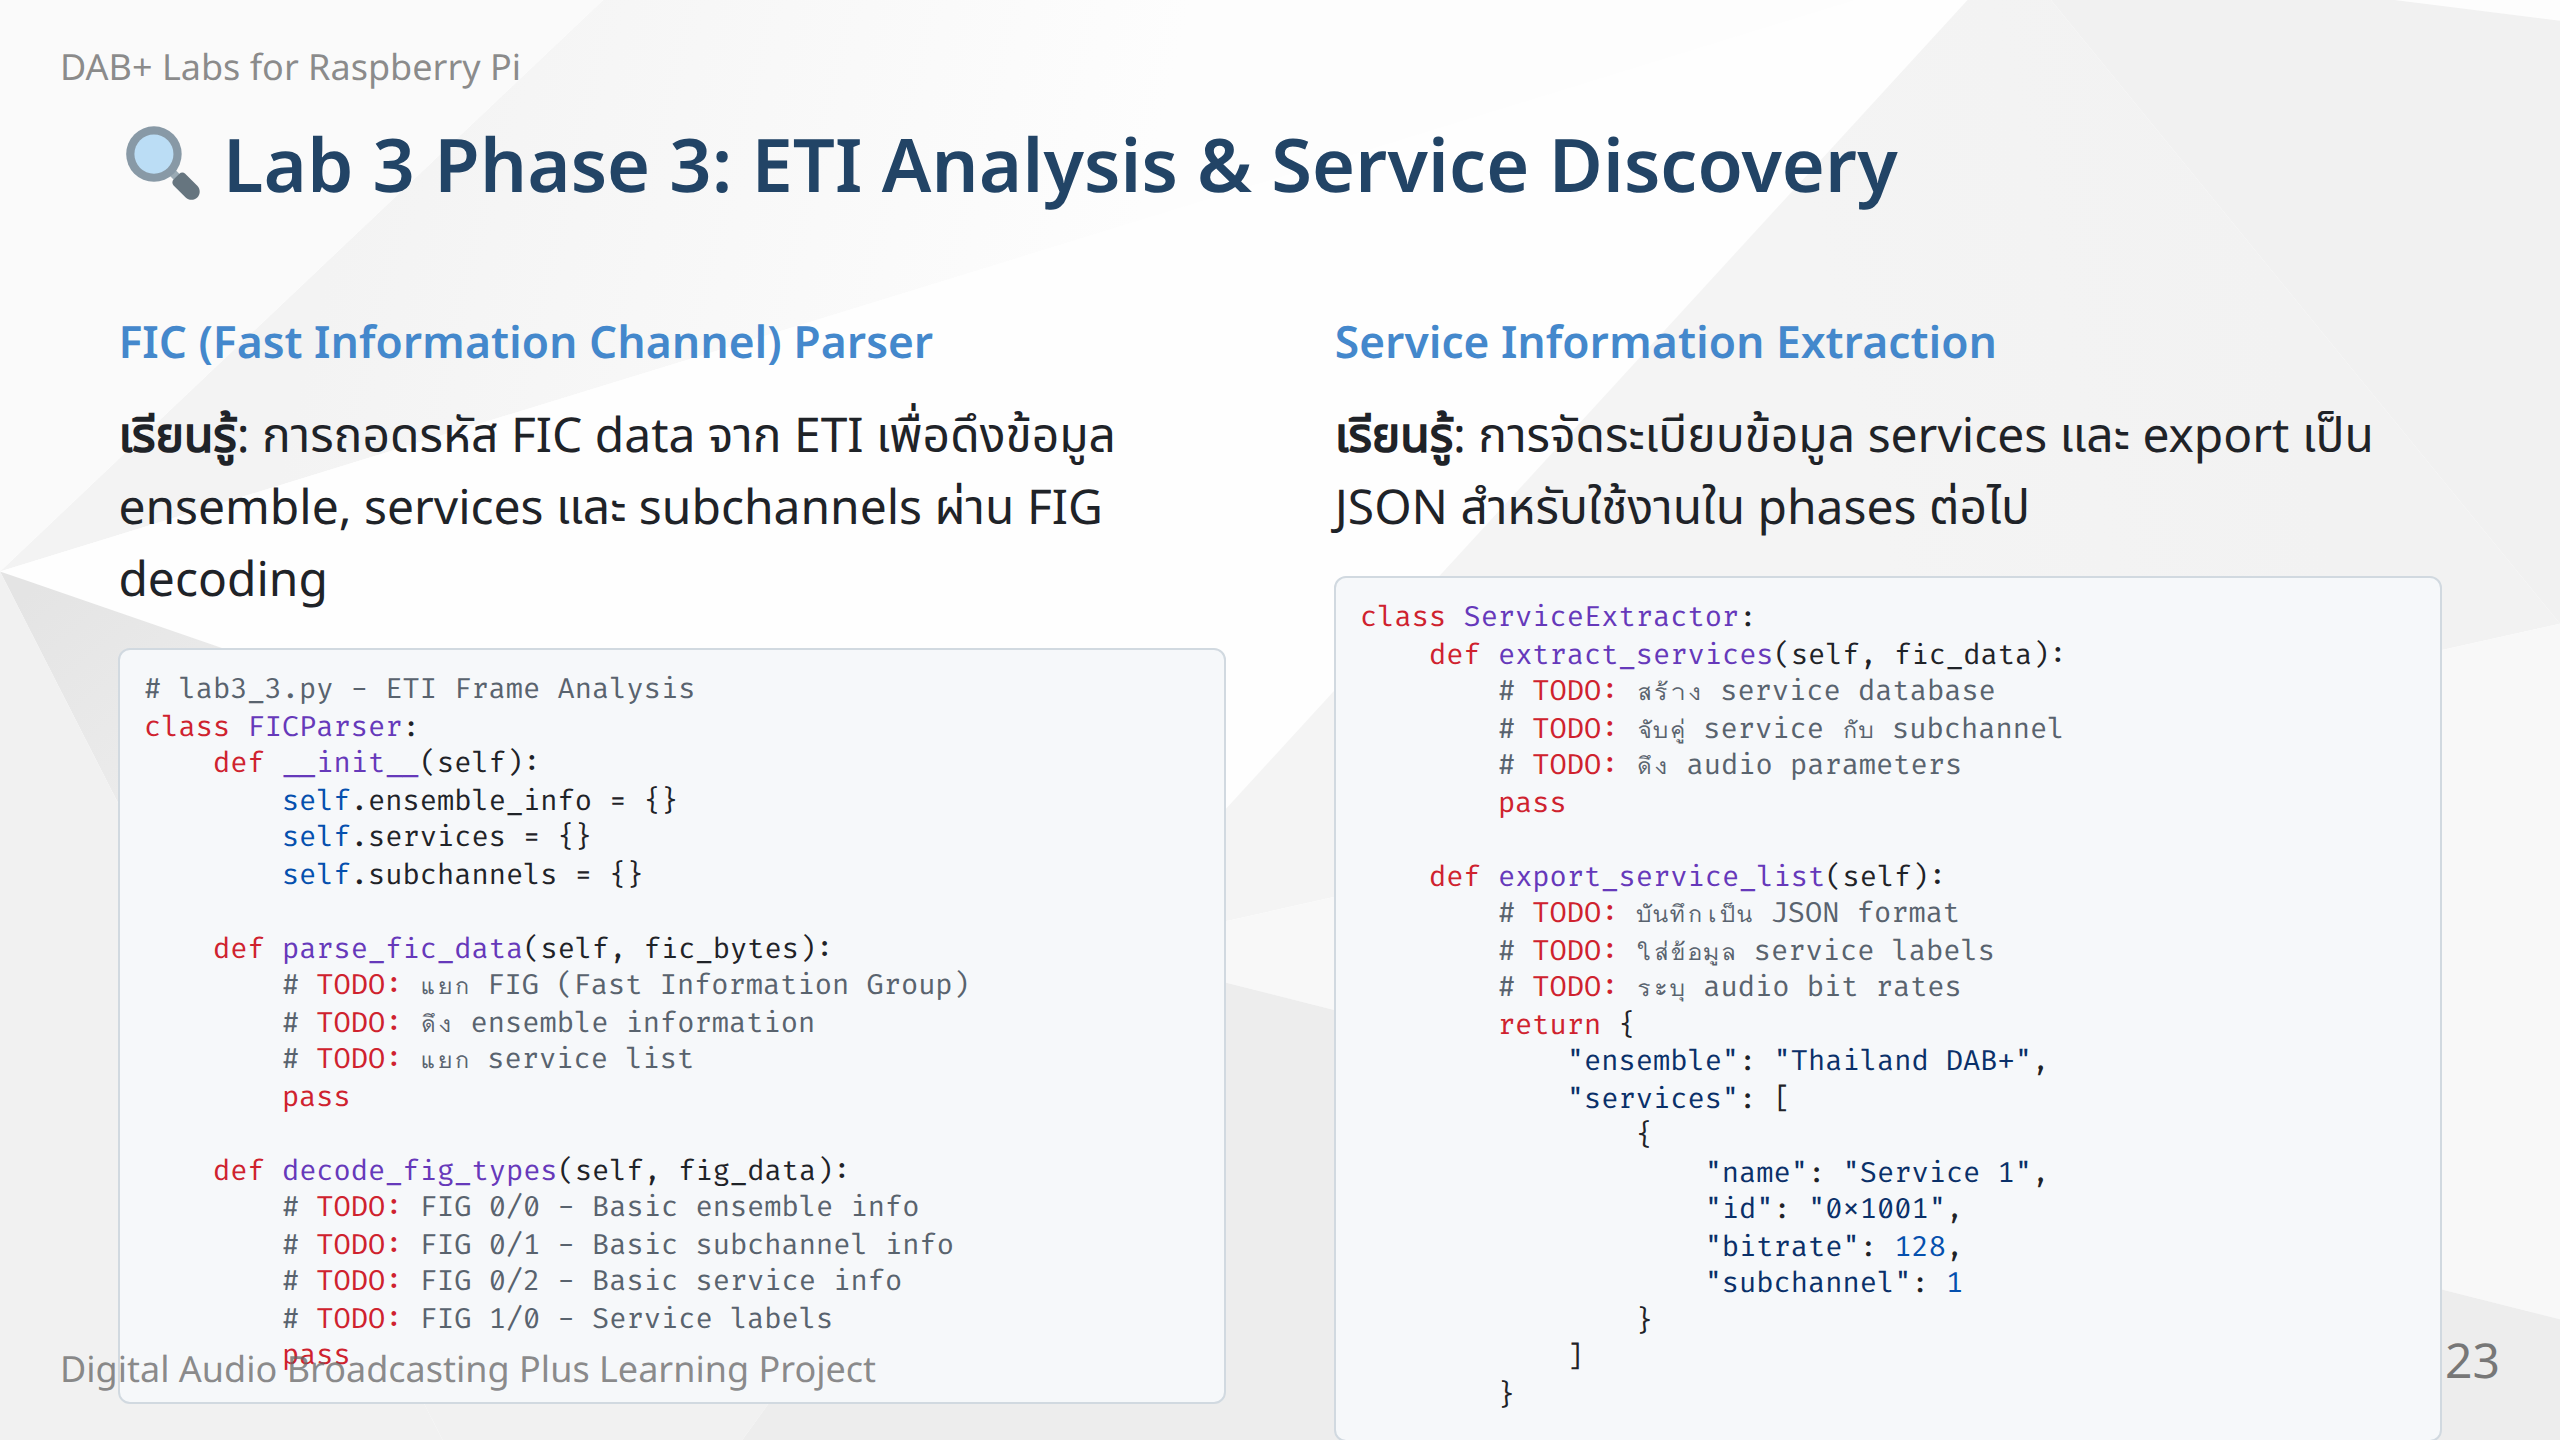 DAB+ Labs for Raspberry Pi
🔍 Lab 3 Phase 3: ETI Analysis & Service Discovery
FIC (Fast Information Channel) Parser
เรียนรู้: การถอดรหัส FIC data จาก ETI เพื่อดึงข้อมูล
ensemble, services และ subchannels ผ่าน FIG
decoding
# lab3_3.py - ETI Frame Analysis
class FICParser:
    def __init__(self):
        self.ensemble_info = {}
        self.services = {}
        self.subchannels = {}

    def parse_fic_data(self, fic_bytes):
        # TODO: แยก FIG (Fast Information Group)
        # TODO: ดึง ensemble information
        # TODO: แยก service list
        pass

    def decode_fig_types(self, fig_data):
        # TODO: FIG 0/0 - Basic ensemble info
        # TODO: FIG 0/1 - Basic subchannel info
        # TODO: FIG 0/2 - Basic service info
        # TODO: FIG 1/0 - Service labels
        pass
Service Information Extraction
เรียนรู้: การจัดระเบียบข้อมูล services และ export เป็น
JSON สำหรับใช้งานใน phases ต่อไป
class ServiceExtractor:
    def extract_services(self, fic_data):
        # TODO: สร้าง service database
        # TODO: จับคู่ service กับ subchannel
        # TODO: ดึง audio parameters
        pass

    def export_service_list(self):
        # TODO: บันทึกเป็น JSON format
        # TODO: ใส่ข้อมูล service labels
        # TODO: ระบุ audio bit rates
        return {
            "ensemble": "Thailand DAB+",
            "services": [
                {
                    "name": "Service 1",
                    "id": "0x1001",
                    "bitrate": 128,
                    "subchannel": 1
                }
            ]
        }
Digital Audio Broadcasting Plus Learning Project
23